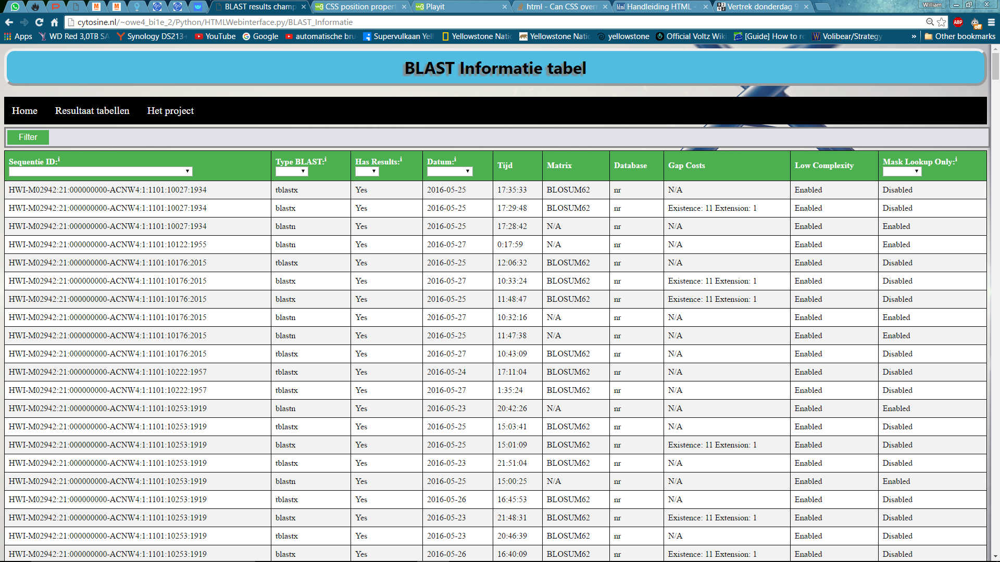 BLAST results champ
CSS position propert
Playit
html - Can CSS over
Handleiding HTML -
Vertrek donderdag 9
William
cytosine.nl/~owe4_bi1e_2/Python/HTMLWebinterface.py/BLAST_Informatie
ABP
off
Apps WD Red 3,0TB SA Synology DS213+ YouTube Google automatische bru Supervulkaan Yell Yellowstone Natio Yellowstone Natio yellowstone Official Voltz Wiki [Guide] How to ro Volibear/Strategy » Other bookmarks
BLAST Informatie tabel
Home Resultaat tabellen Het project
Filter
Sequentie ID:i Type BLAST:i Has Results:i Datum:i Tijd Matrix Database Gap Costs Low Complexity Mask Lookup Only:i
HWI-M02942:21:000000000-ACNW4:1:1101:10027:1934 tblastx Yes 2016-05-25 17:35:33 BLOSUM62 nr N/A Enabled Disabled
HWI-M02942:21:000000000-ACNW4:1:1101:10027:1934 blastx Yes 2016-05-25 17:29:48 BLOSUM62 nr Existence: 11 Extension: 1 Enabled Disabled
HWI-M02942:21:000000000-ACNW4:1:1101:10027:1934 blastn Yes 2016-05-25 17:28:42 N/A nr N/A Enabled Enabled
HWI-M02942:21:000000000-ACNW4:1:1101:10122:1955 blastn Yes 2016-05-27 0:17:59 N/A nr N/A Enabled Enabled
HWI-M02942:21:000000000-ACNW4:1:1101:10176:2015 tblastx Yes 2016-05-25 12:06:32 BLOSUM62 nr N/A Enabled Disabled
HWI-M02942:21:000000000-ACNW4:1:1101:10176:2015 blastx Yes 2016-05-27 10:33:24 BLOSUM62 nr Existence: 11 Extension: 1 Enabled Disabled
HWI-M02942:21:000000000-ACNW4:1:1101:10176:2015 blastx Yes 2016-05-25 11:48:47 BLOSUM62 nr Existence: 11 Extension: 1 Enabled Disabled
HWI-M02942:21:000000000-ACNW4:1:1101:10176:2015 blastn Yes 2016-05-27 10:32:16 N/A nr N/A Enabled Enabled
HWI-M02942:21:000000000-ACNW4:1:1101:10176:2015 blastn Yes 2016-05-25 11:47:38 N/A nr N/A Enabled Enabled
HWI-M02942:21:000000000-ACNW4:1:1101:10176:2015 tblastx Yes 2016-05-27 10:43:09 BLOSUM62 nr N/A Enabled Disabled
HWI-M02942:21:000000000-ACNW4:1:1101:10222:1957 tblastx Yes 2016-05-24 17:11:04 BLOSUM62 nr N/A Enabled Disabled
HWI-M02942:21:000000000-ACNW4:1:1101:10222:1957 tblastx Yes 2016-05-27 1:35:24 BLOSUM62 nr N/A Enabled Disabled
HWI-M02942:21:000000000-ACNW4:1:1101:10253:1919 blastn Yes 2016-05-23 20:42:26 N/A nr N/A Enabled Enabled
HWI-M02942:21:000000000-ACNW4:1:1101:10253:1919 tblastx Yes 2016-05-25 15:03:41 BLOSUM62 nr N/A Enabled Disabled
HWI-M02942:21:000000000-ACNW4:1:1101:10253:1919 blastx Yes 2016-05-25 15:01:09 BLOSUM62 nr Existence: 11 Extension: 1 Enabled Disabled
HWI-M02942:21:000000000-ACNW4:1:1101:10253:1919 tblastx Yes 2016-05-23 21:51:04 BLOSUM62 nr N/A Enabled Disabled
HWI-M02942:21:000000000-ACNW4:1:1101:10253:1919 blastn Yes 2016-05-25 15:00:25 N/A nr N/A Enabled Enabled
HWI-M02942:21:000000000-ACNW4:1:1101:10253:1919 tblastx Yes 2016-05-26 16:45:53 BLOSUM62 nr N/A Enabled Disabled
HWI-M02942:21:000000000-ACNW4:1:1101:10253:1919 blastx Yes 2016-05-23 21:48:31 BLOSUM62 nr Existence: 11 Extension: 1 Enabled Disabled
HWI-M02942:21:000000000-ACNW4:1:1101:10253:1919 tblastx Yes 2016-05-23 20:46:39 BLOSUM62 nr N/A Enabled Disabled
HWI-M02942:21:000000000-ACNW4:1:1101:10253:1919 blastx Yes 2016-05-26 16:40:09 BLOSUM62 nr Existence: 11 Extension: 1 Enabled Disabled